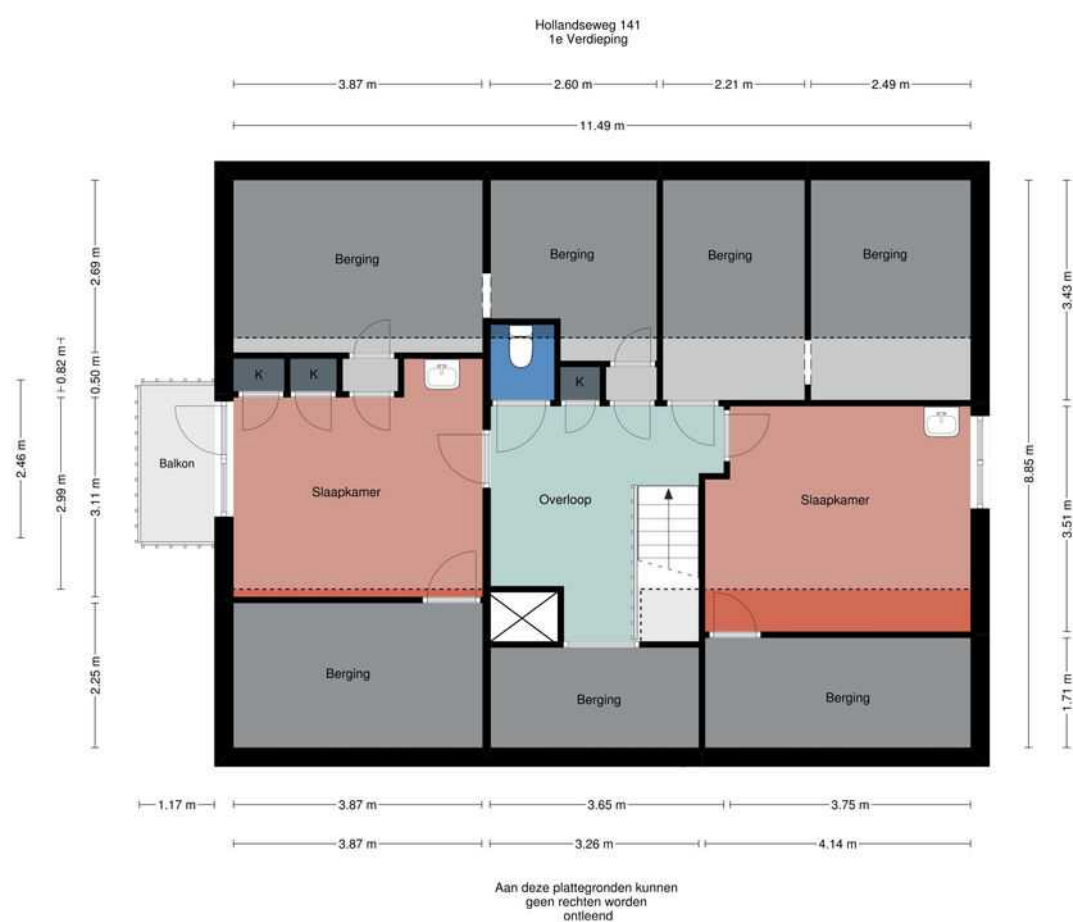 Hollandseweg 141
1e Verdieping
3.87 m
2.60 m
2.21 m
2.49 m
11.49 m
Berging
Berging
Berging
Berging
2.69 m
3.43 m
0.82 m
0.50 m
K
K
K
2.46 m
2.99 m
3.11 m
8.85 m
3.51 m
Balkon
Slaapkamer
Overloop
Slaapkamer
2.25 m
1.71 m
Berging
Berging
Berging
1.17 m
3.87 m
3.65 m
3.75 m
3.87 m
3.26 m
4.14 m
Aan deze plattegronden kunnen
geen rechten worden
ontleend